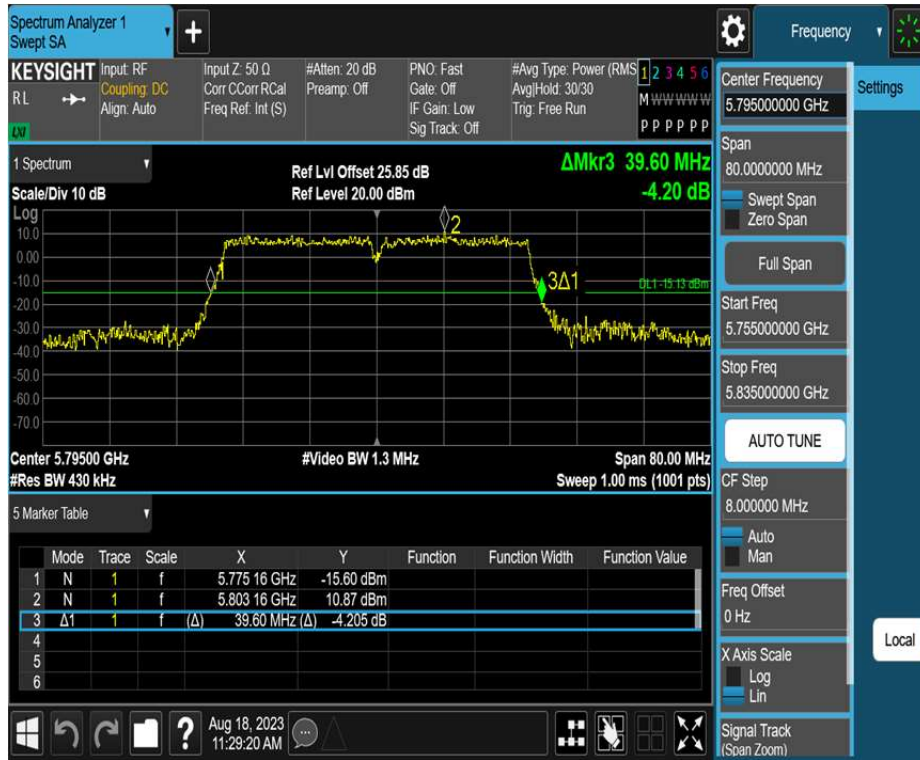 Spectrum Analyzer 1
Swept SA
+
Frequency
KEYSIGHT
RL
LXI
Input: RF
Coupling: DC
Align: Auto
Input Z: 50 Ω
Corr CCorr RCal
Freq Ref: Int (S)
#Atten: 20 dB
Preamp: Off
PNO: Fast
Gate: Off
IF Gain: Low
Sig Track: Off
#Avg Type: Power (RMS
Avg|Hold: 30/30
Trig: Free Run
1 2 3 4 5 6
M W W W W W
P P P P P P
1 Spectrum
Scale/Div 10 dB
Ref Lvl Offset 25.85 dB
Ref Level 20.00 dBm
ΔMkr3 39.60 MHz
-4.20 dB
Log
10.0
0.00
-10.0
-20.0
-30.0
-40.0
-50.0
-60.0
-70.0
2
3Δ1
DL1 -15.13 dBm
Center 5.79500 GHz
#Video BW 1.3 MHz
Span 80.00 MHz
#Res BW 430 kHz
Sweep 1.00 ms (1001 pts)
5 Marker Table
Mode Trace Scale X Y Function Function Width Function Value
1 N 1 f 5.775 16 GHz -15.60 dBm
2 N 1 f 5.803 16 GHz 10.87 dBm
3 Δ1 1 f (Δ) 39.60 MHz (Δ) -4.205 dB
4
5
6
?
Aug 18, 2023
11:29:20 AM
Center Frequency
5.795000000 GHz
Span
80.0000000 MHz
Swept Span
Zero Span
Full Span
Start Freq
5.755000000 GHz
Stop Freq
5.835000000 GHz
AUTO TUNE
CF Step
8.000000 MHz
Auto
Man
Freq Offset
0 Hz
X Axis Scale
Log
Lin
Signal Track
(Span Zoom)
Settings
Local